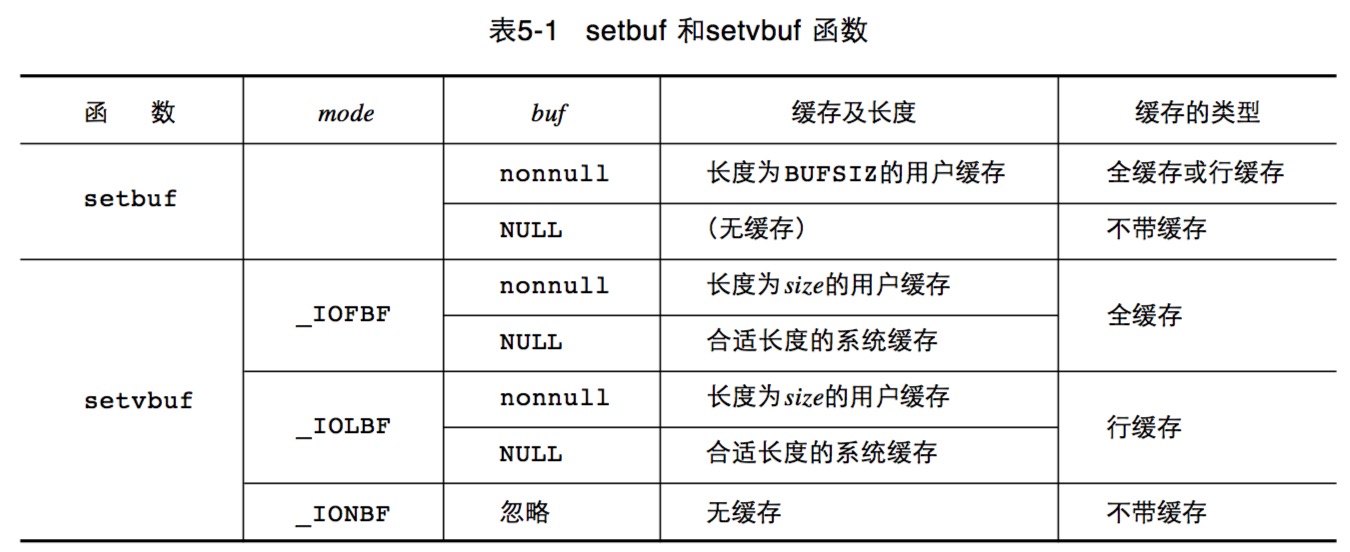 表5-1 setbuf 和setvbuf 函数
函 数 mode buf 缓存及长度 缓存的类型
setbuf nonnull 长度为BUFSIZ的用户缓存 全缓存或行缓存
NULL （无缓存） 不带缓存
setvbuf _IOFBF nonnull 长度为size的用户缓存 全缓存
NULL 合适长度的系统缓存
_IOLBF nonnull 长度为size的用户缓存 行缓存
NULL 合适长度的系统缓存
_IONBF 忽略 无缓存 不带缓存